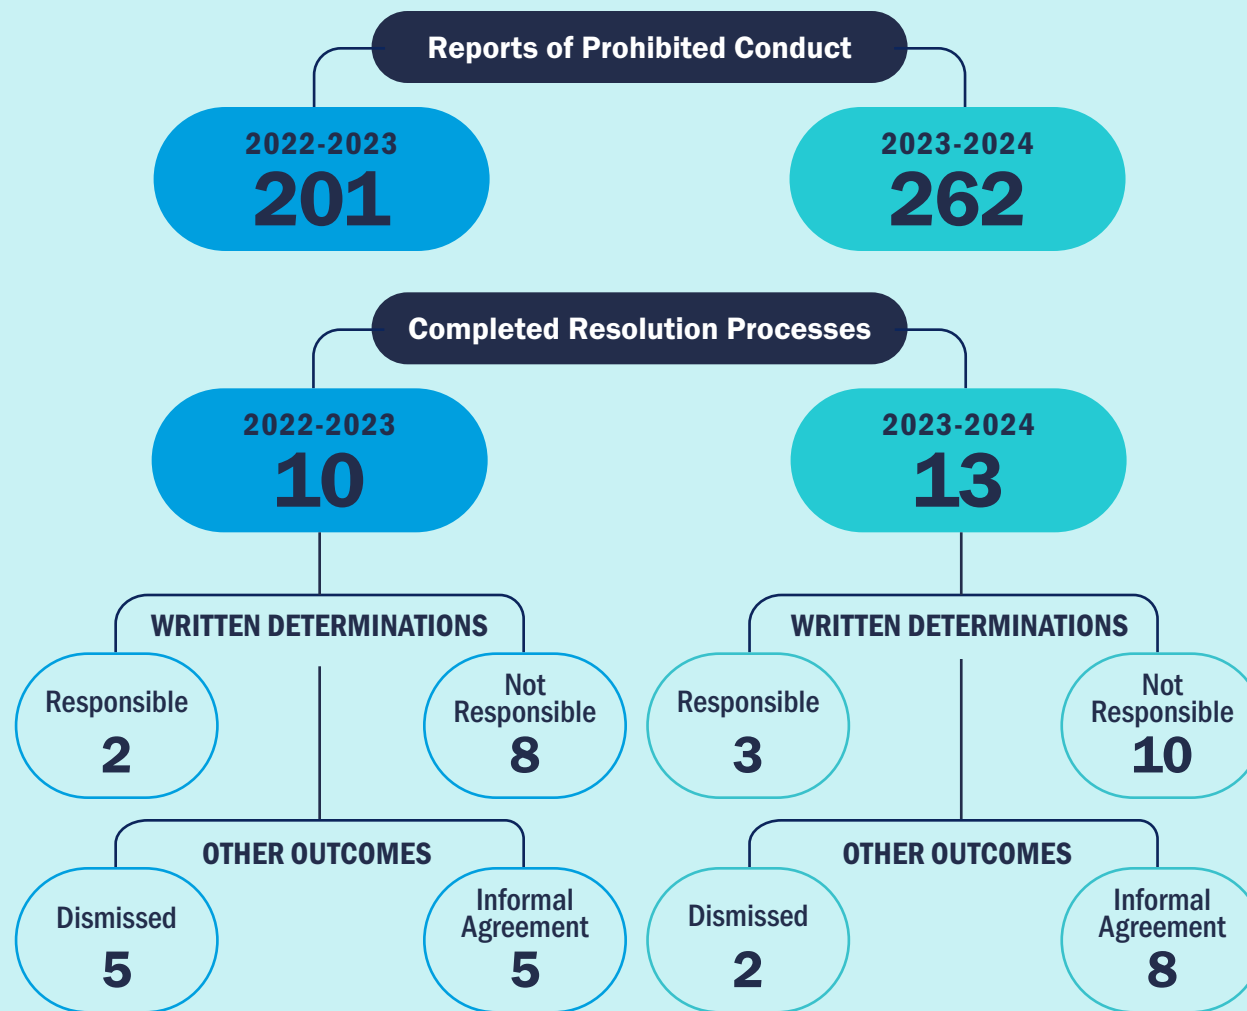 Reports of Prohibited Conduct
2022-2023
201
2023-2024
262
Completed Resolution Processes
2022-2023
10
2023-2024
13
WRITTEN DETERMINATIONS
Responsible
2
Not
Responsible
8
OTHER OUTCOMES
Dismissed
5
Informal
Agreement
5
WRITTEN DETERMINATIONS
Responsible
3
Not
Responsible
10
OTHER OUTCOMES
Dismissed
2
Informal
Agreement
8